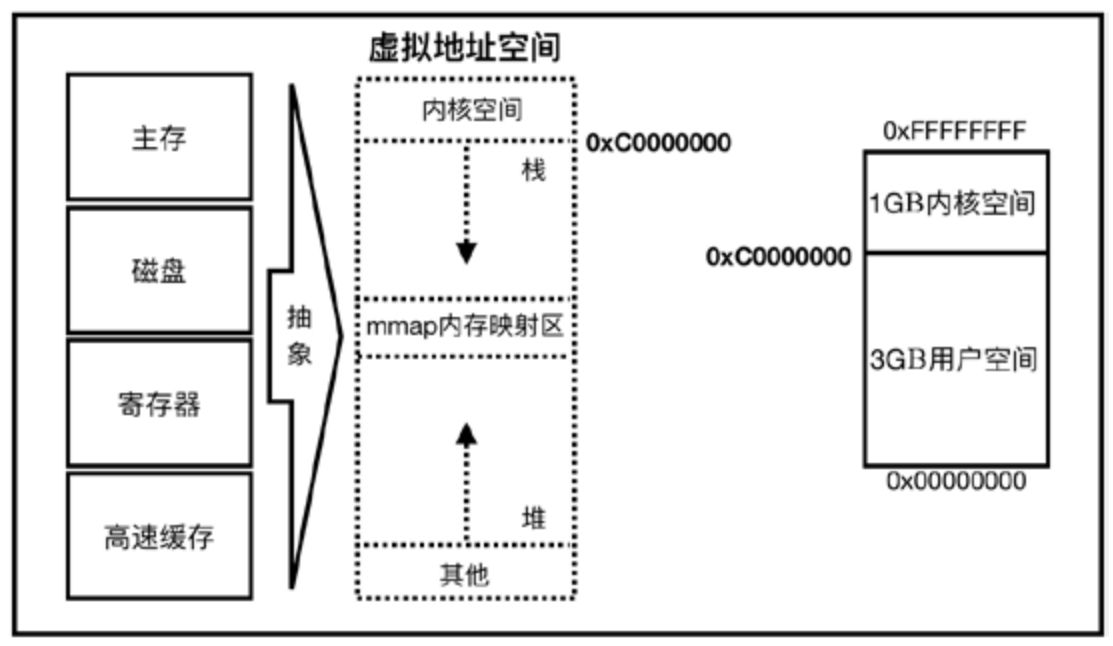 虚拟地址空间
主存
磁盘
寄存器
高速缓存
抽
象
内核空间
0xC0000000
栈
mmap内存映射区
堆
其他
0xFFFFFFFF
1GB内核空间
0xC0000000
3GB用户空间
0x00000000